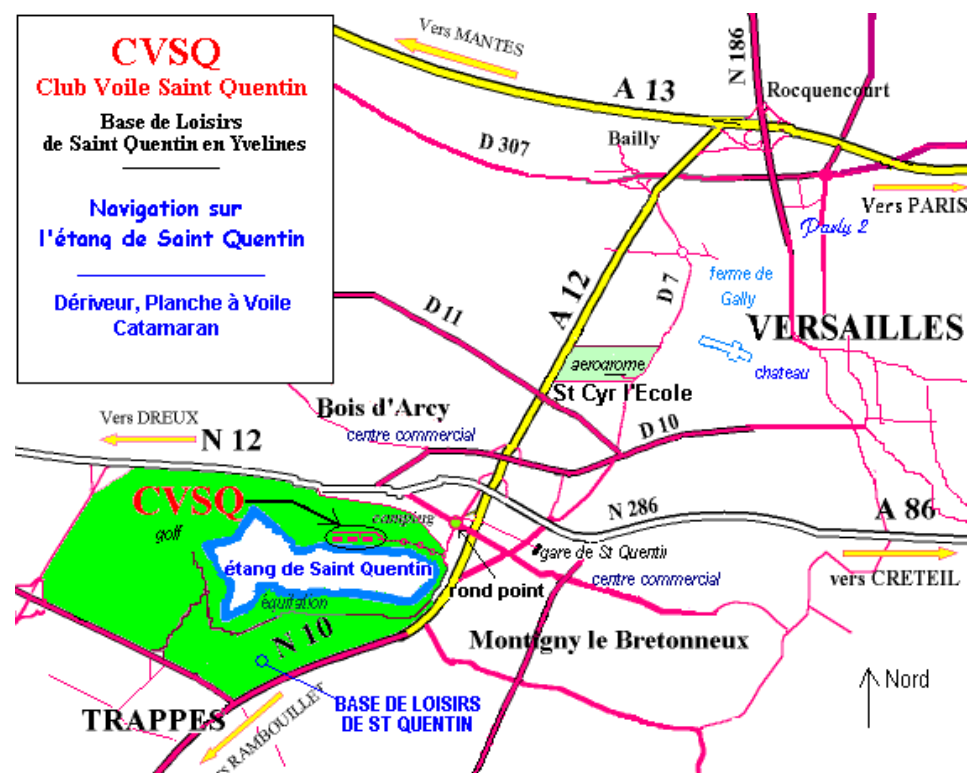 CVSQ
Club Voile Saint Quentin
Base de Loisirs
de Saint Quentin en Yvelines
Navigation sur
l'étang de Saint Quentin
Dériveur, Planche à Voile
Catamaran
Vers MANTES
A 13
N 186
Rocquencourt
Bailly
D 307
Vers PARIS
Parly 2
D 7
ferme de
Gally
A 12
D 11
VERSAILLES
chateau
aerodrome
St Cyr l'Ecole
Bois d'Arcy
centre commercial
D 10
Vers DREUX
N 12
CVSQ
camping
golf
N 286
A 86
gare de St Quentin
étang de Saint Quentin
rond point
centre commercial
vers CRETEIL
équitation
N 10
Montigny le Bretonneux
Nord
BASE DE LOISIRS
DE ST QUENTIN
TRAPPES
RAMBOUILLET